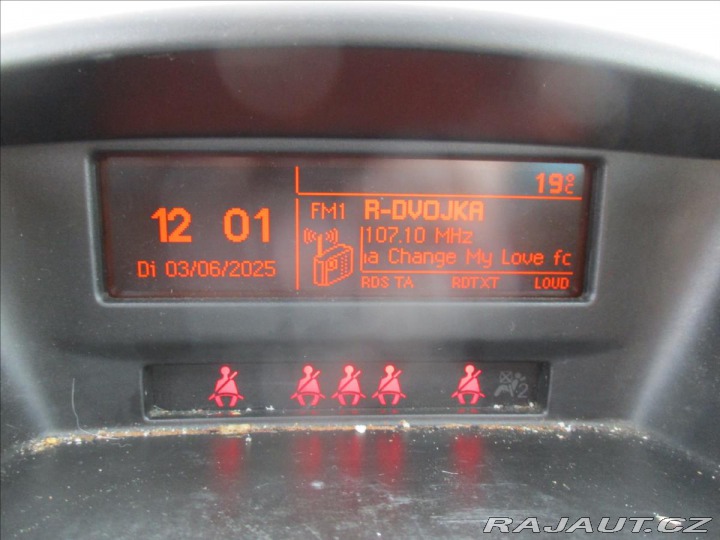 19°C
12 01
FM1 R-DVOJKA
107.10 MHz
Di 03/06/2025
a Change My Love fc
RDS TA RDTXT LOUD
2
RAJAUT.CZ